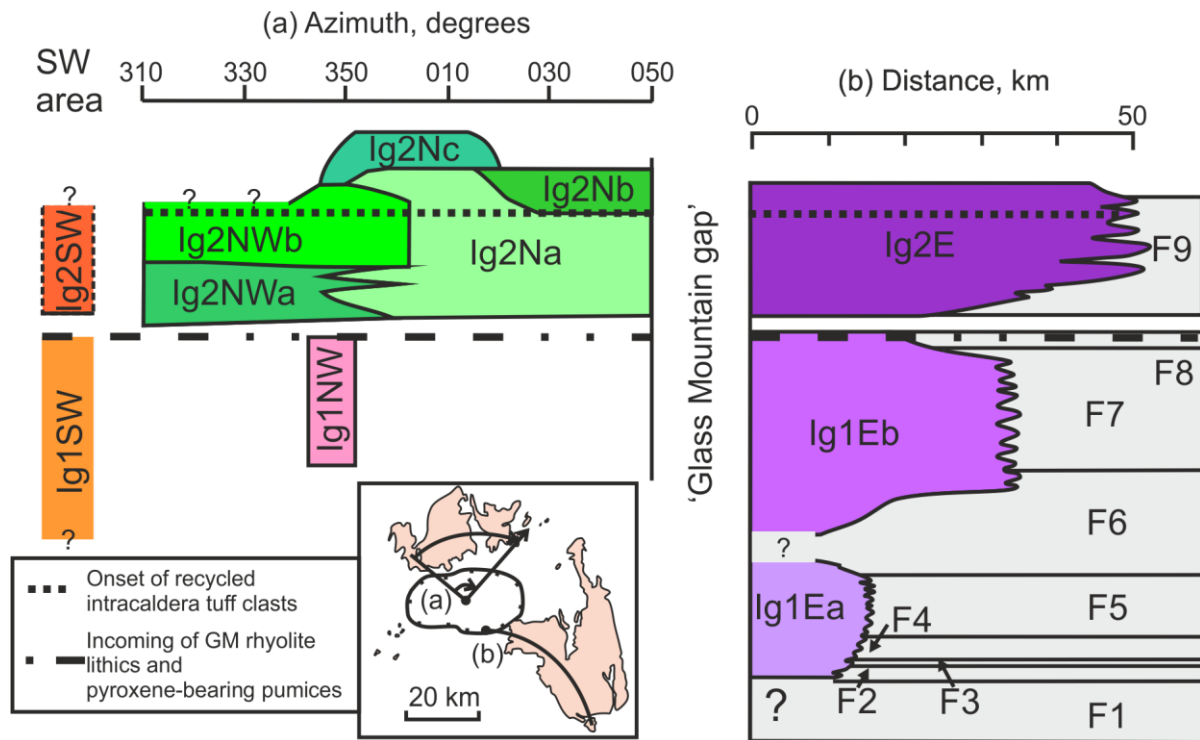 (a) Azimuth, degrees
SW
area
310 330 350 010 030 050
Ig2Nc
Ig2Nb
?
?
?
Ig2NWb
Ig2Na
Ig2NWa
Ig2SW
Ig1SW
?
Ig1NW
Onset of recycled
intracaldera tuff clasts
Incoming of GM rhyolite
lithics and
pyroxene-bearing pumices
(a)
(b)
20 km
'Glass Mountain gap'
(b) Distance, km
0 50
Ig2E
F9
F8
Ig1Eb
F7
F6
?
Ig1Ea
F5
F4
F2
F3
?
F1